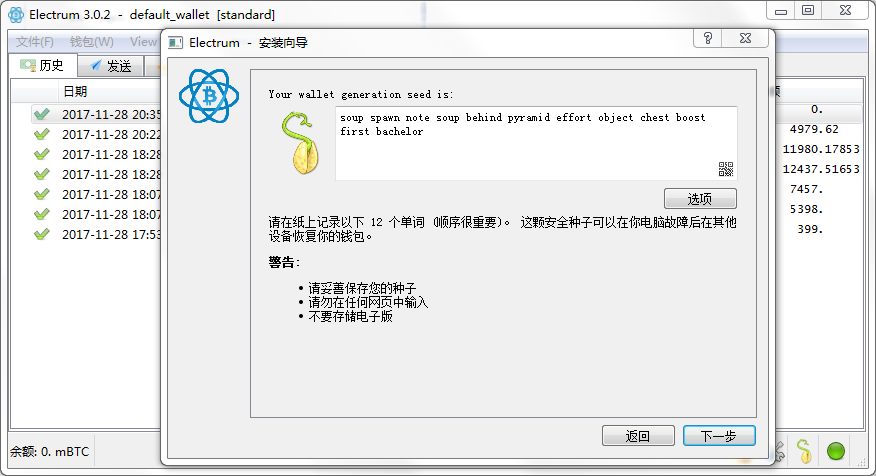 Electrum 3.0.2 - default_wallet [standard]
文件(F) 钱包(W) View
Electrum - 安装向导
历史 发送
日期
2017-11-28 20:35
0.
2017-11-28 20:22
4979.62
2017-11-28 18:28
11980.17853
2017-11-28 18:28
12437.51653
2017-11-28 18:07
7457.
2017-11-28 18:07
5398.
2017-11-28 17:53
399.
Your wallet generation seed is:
soup spawn note soup behind pyramid effort object chest boost
first bachelor
选项
请在纸上记录以下 12 个单词 (顺序很重要)。 这颗安全种子可以在你电脑故障后在其他
设备恢复你的钱包。
警告:
• 请妥善保存您的种子
• 请勿在任何网页中输入
• 不要存储电子版
返回 下一步
余额: 0. mBTC